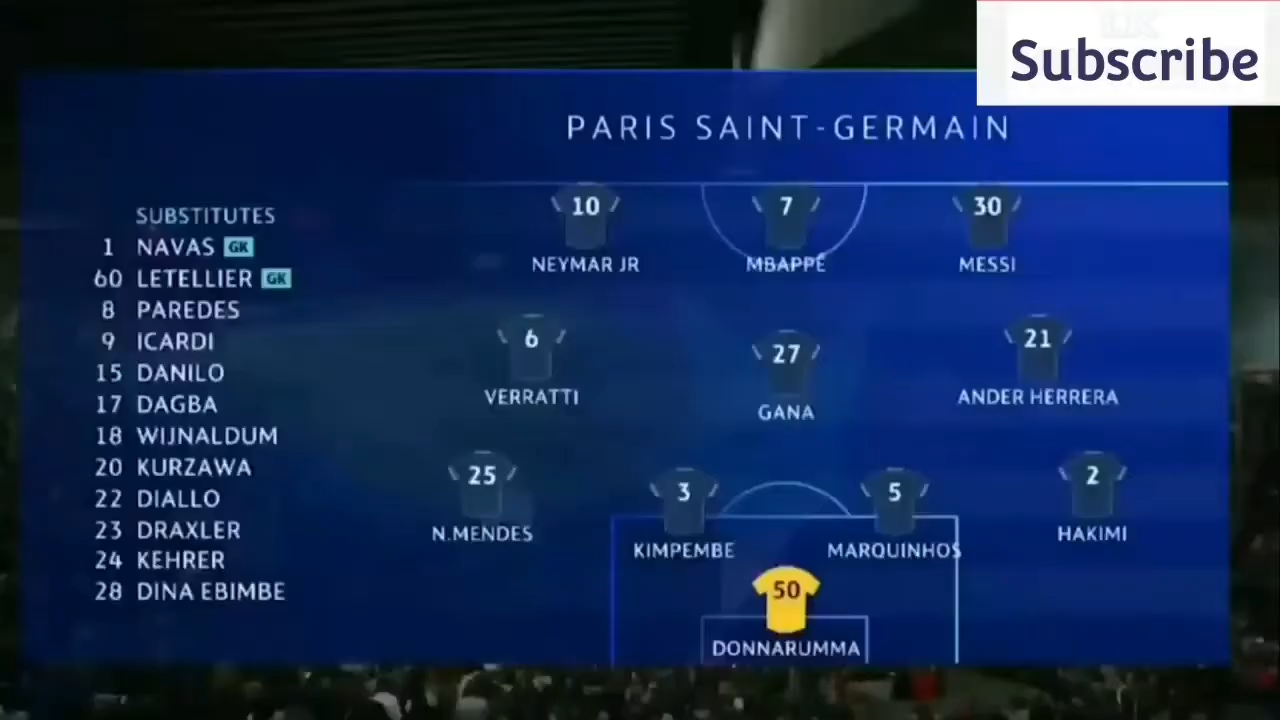 Subscribe
PARIS SAINT-GERMAIN
SUBSTITUTES
1 NAVAS GK
60 LETELLIER GK
8 PAREDES
9 ICARDI
15 DANILO
17 DAGBA
18 WIJNALDUM
20 KURZAWA
22 DIALLO
23 DRAXLER
24 KEHRER
28 DINA EBIMBE
10 7 30
NEYMAR JR MBAPPÉ MESSI
6 27 21
VERRATTI GANA ANDER HERRERA
25 3 5 2
N.MENDES KIMPEMBE MARQUINHOS HAKIMI
50
DONNARUMMA